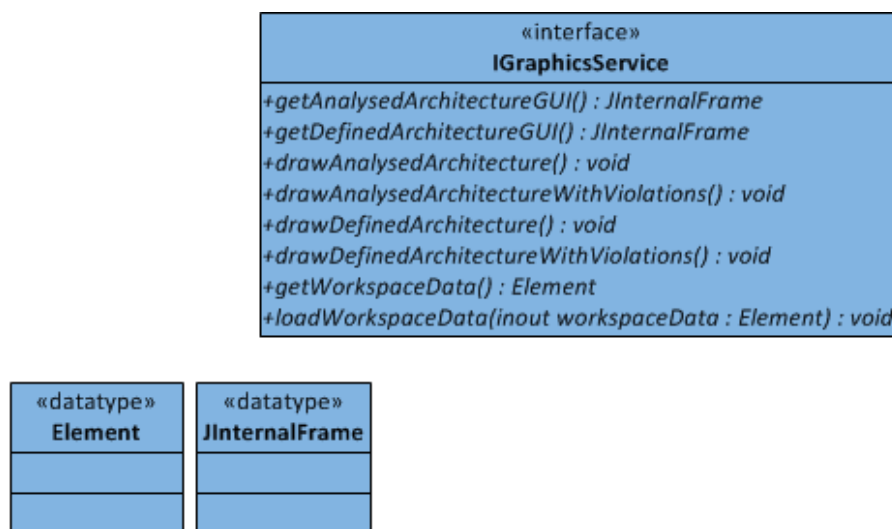 «interface»
IGraphicsService
+getAnalysedArchitectureGUI() : JInternalFrame
+getDefinedArchitectureGUI() : JInternalFrame
+drawAnalysedArchitecture() : void
+drawAnalysedArchitectureWithViolations() : void
+drawDefinedArchitecture() : void
+drawDefinedArchitectureWithViolations() : void
+getWorkspaceData() : Element
+loadWorkspaceData(inout workspaceData : Element) : void
«datatype» «datatype»
Element JInternalFrame